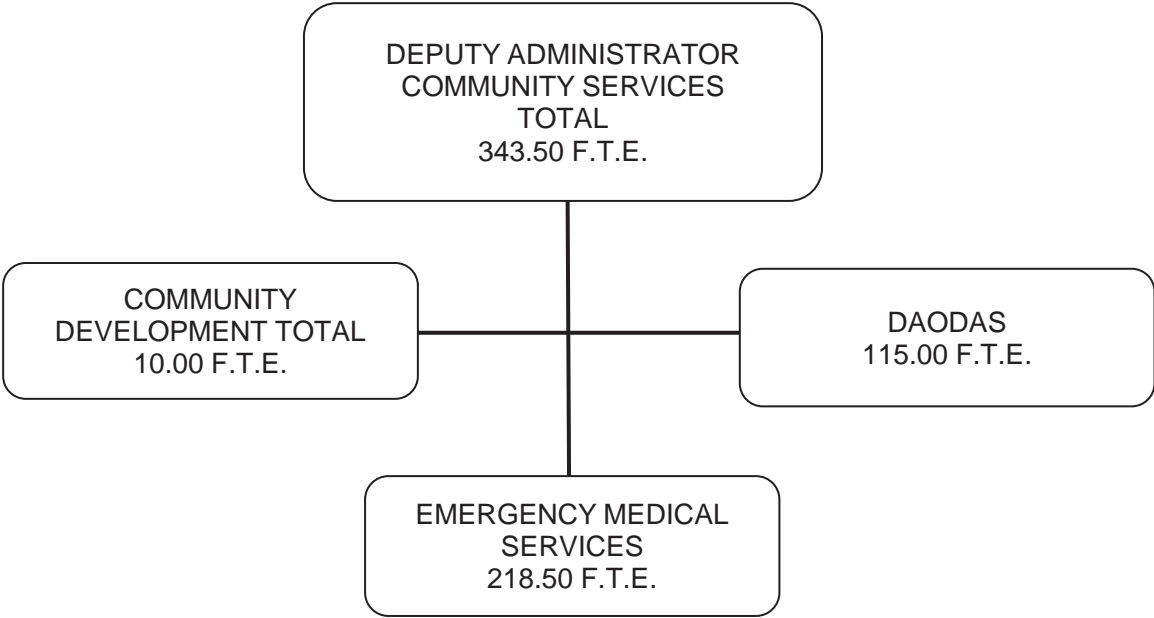 DEPUTY ADMINISTRATOR
COMMUNITY SERVICES
TOTAL
343.50 F.T.E.
COMMUNITY
DEVELOPMENT TOTAL
10.00 F.T.E.
DAODAS
115.00 F.T.E.
EMERGENCY MEDICAL
SERVICES
218.50 F.T.E.